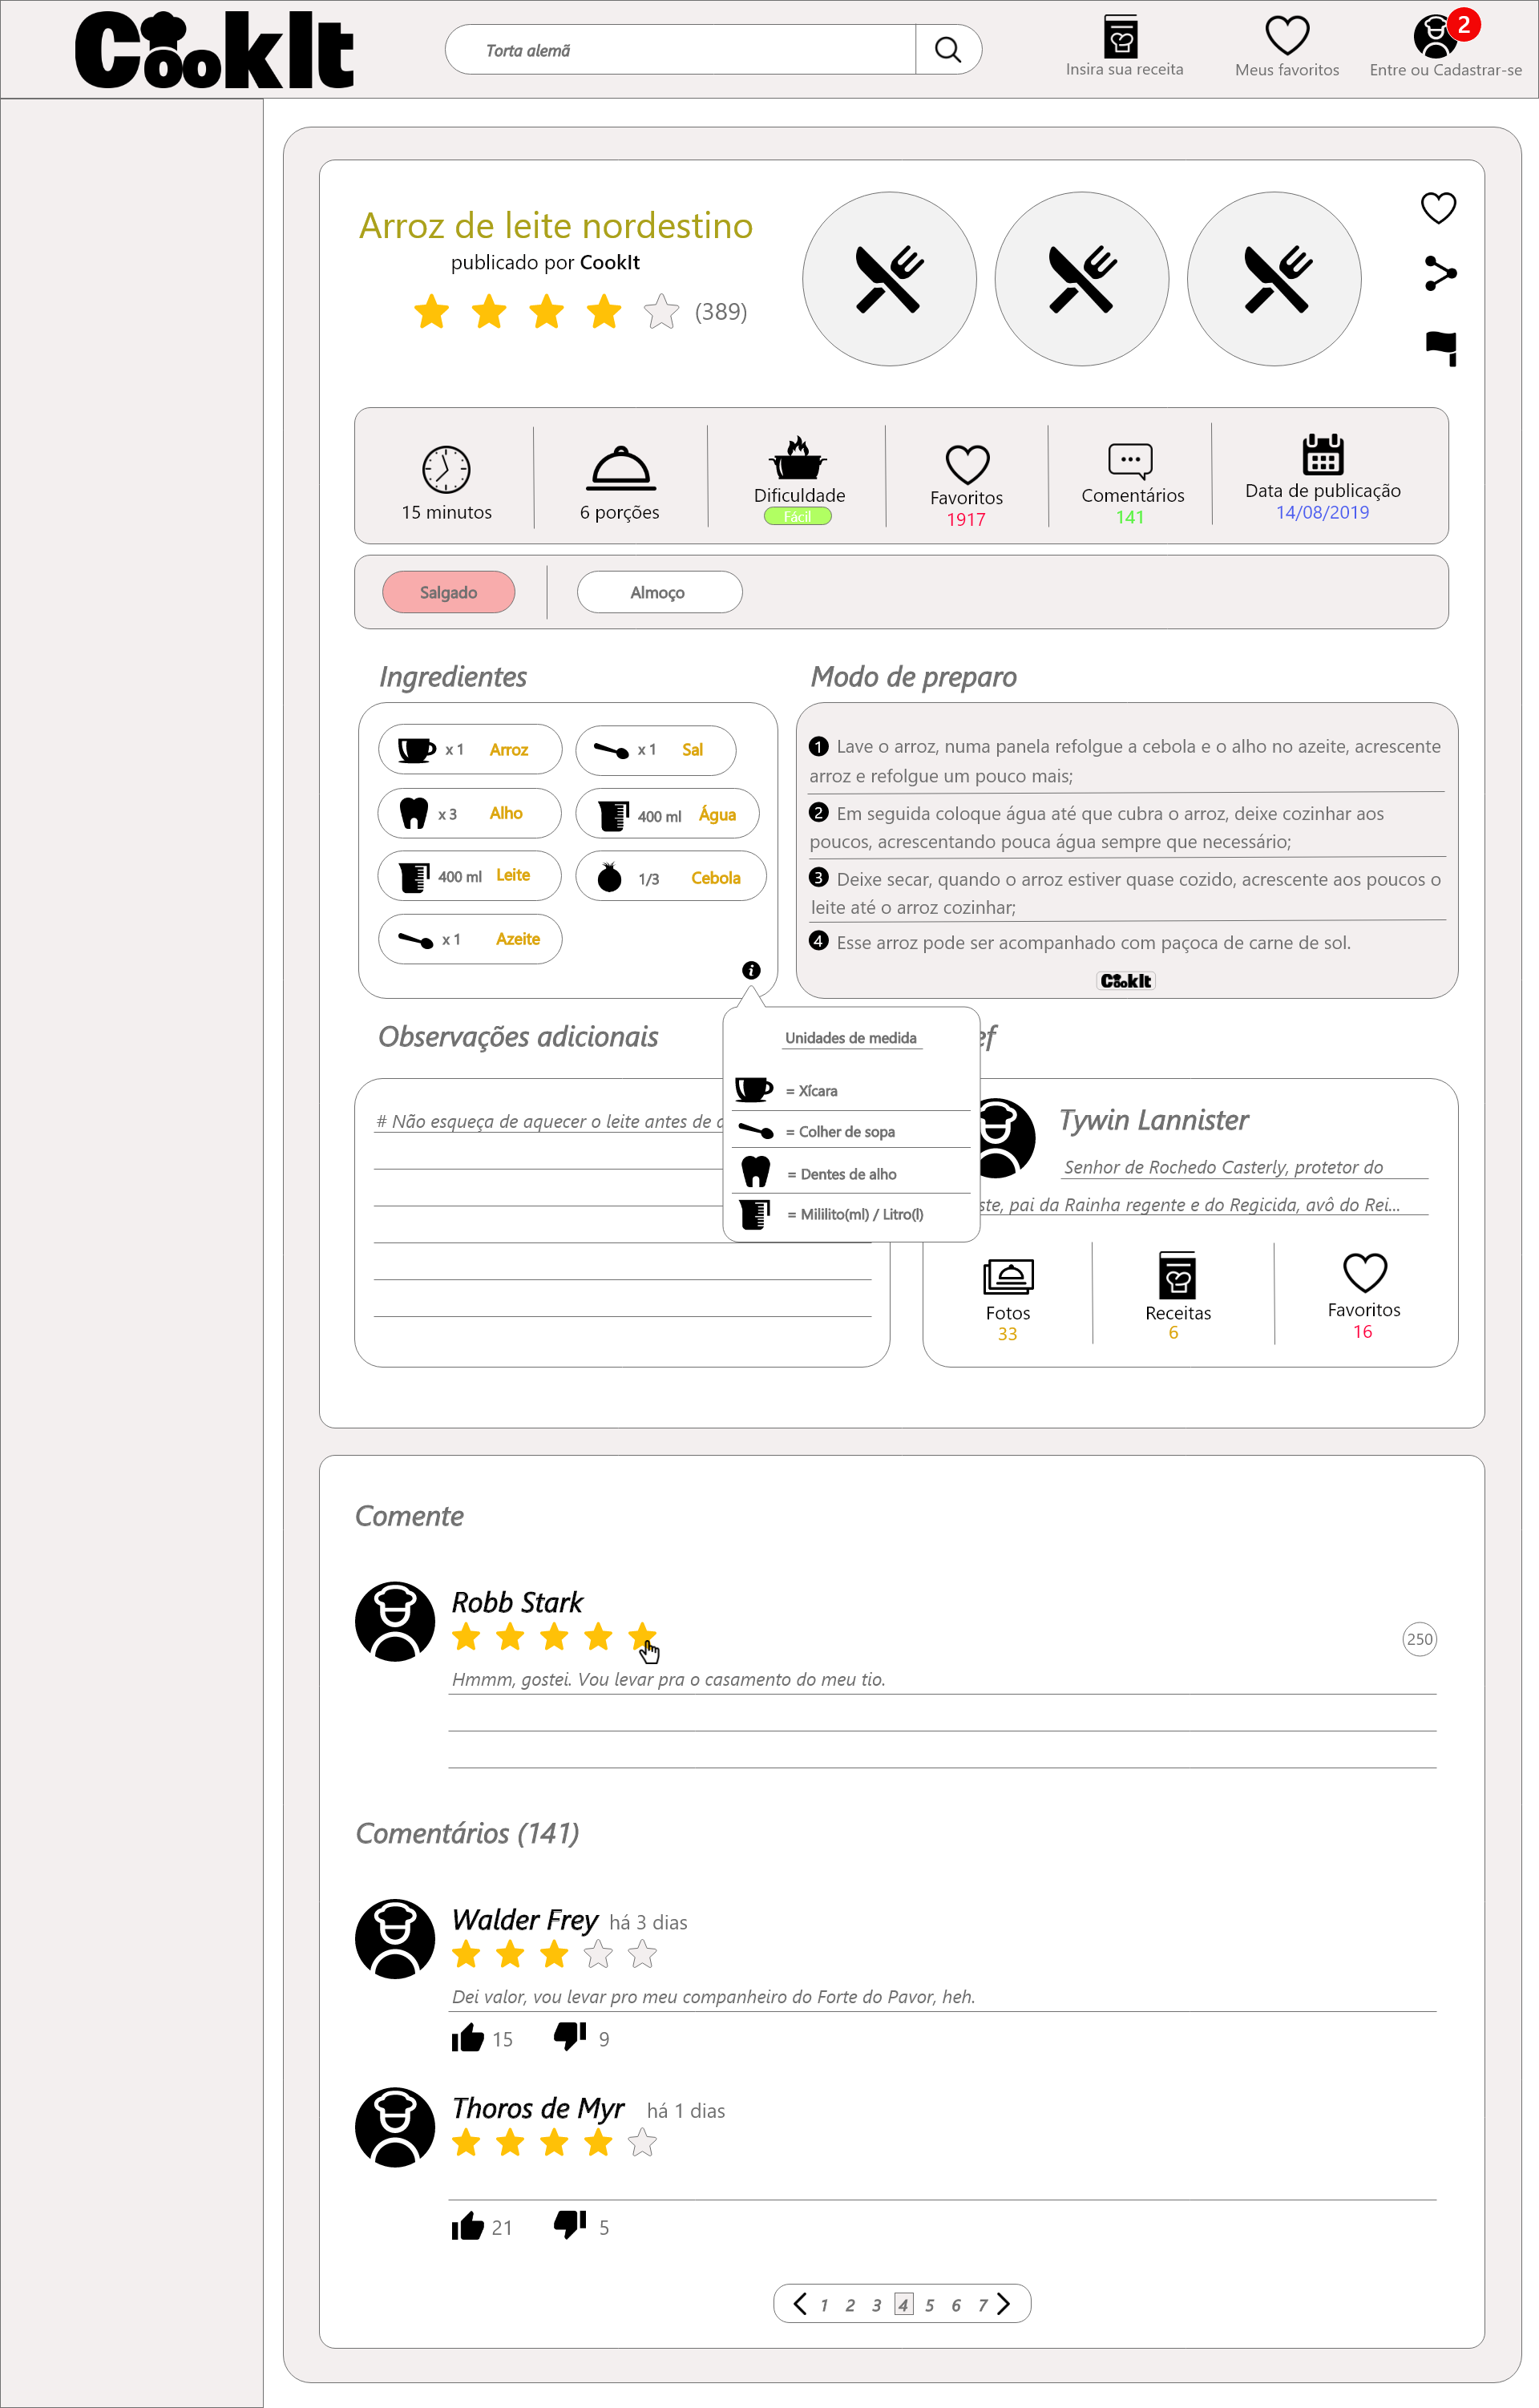 CookIt
Torta alemã
Insira sua receita
Meus favoritos
2
Entre ou Cadastrar-se
Arroz de leite nordestino
publicado por CookIt
(389)
15 minutos
6 porções
Dificuldade
Fácil
Favoritos
1917
Comentários
141
Data de publicação
14/08/2019
Salgado
Almoço
Ingredientes
x 1 Arroz
x 1 Sal
x 3 Alho
400 ml Água
400 ml Leite
1/3 Cebola
x 1 Azeite
i
Modo de preparo
1 Lave o arroz, numa panela refolgue a cebola e o alho no azeite, acrescente
arroz e refolgue um pouco mais;
2 Em seguida coloque água até que cubra o arroz, deixe cozinhar aos
poucos, acrescentando pouca água sempre que necessário;
3 Deixe secar, quando o arroz estiver quase cozido, acrescente aos poucos o
leite até o arroz cozinhar;
4 Esse arroz pode ser acompanhado com paçoca de carne de sol.
CookIt
Observações adicionais
# Não esqueça de aquecer o leite antes de
Unidades de medida
= Xícara
= Colher de sopa
= Dentes de alho
= Mililito(ml) / Litro(l)
ef
Tywin Lannister
Senhor de Rochedo Casterly, protetor do
ste, pai da Rainha regente e do Regicida, avô do Rei...
Fotos
33
Receitas
6
Favoritos
16
Comente
Robb Stark
250
Hmmm, gostei. Vou levar pra o casamento do meu tio.
Comentários (141)
Walder Frey há 3 dias
Dei valor, vou levar pro meu companheiro do Forte do Pavor, heh.
15 9
Thoros de Myr há 1 dias
21 5
1 2 3 4 5 6 7